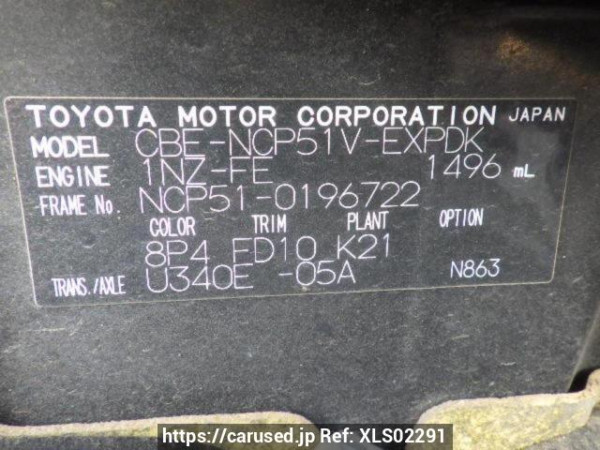 TOYOTA MOTOR CORPORATION JAPAN
MODEL CBE-NCP51V-EXPDK
ENGINE 1NZ-FE 1496 mL
FRAME No. NCP51-0196722
COLOR TRIM PLANT OPTION
8P4 FD10 K21
TRANS./AXLE U340E -05A N863
https://carused.jp Ref: XLS02291